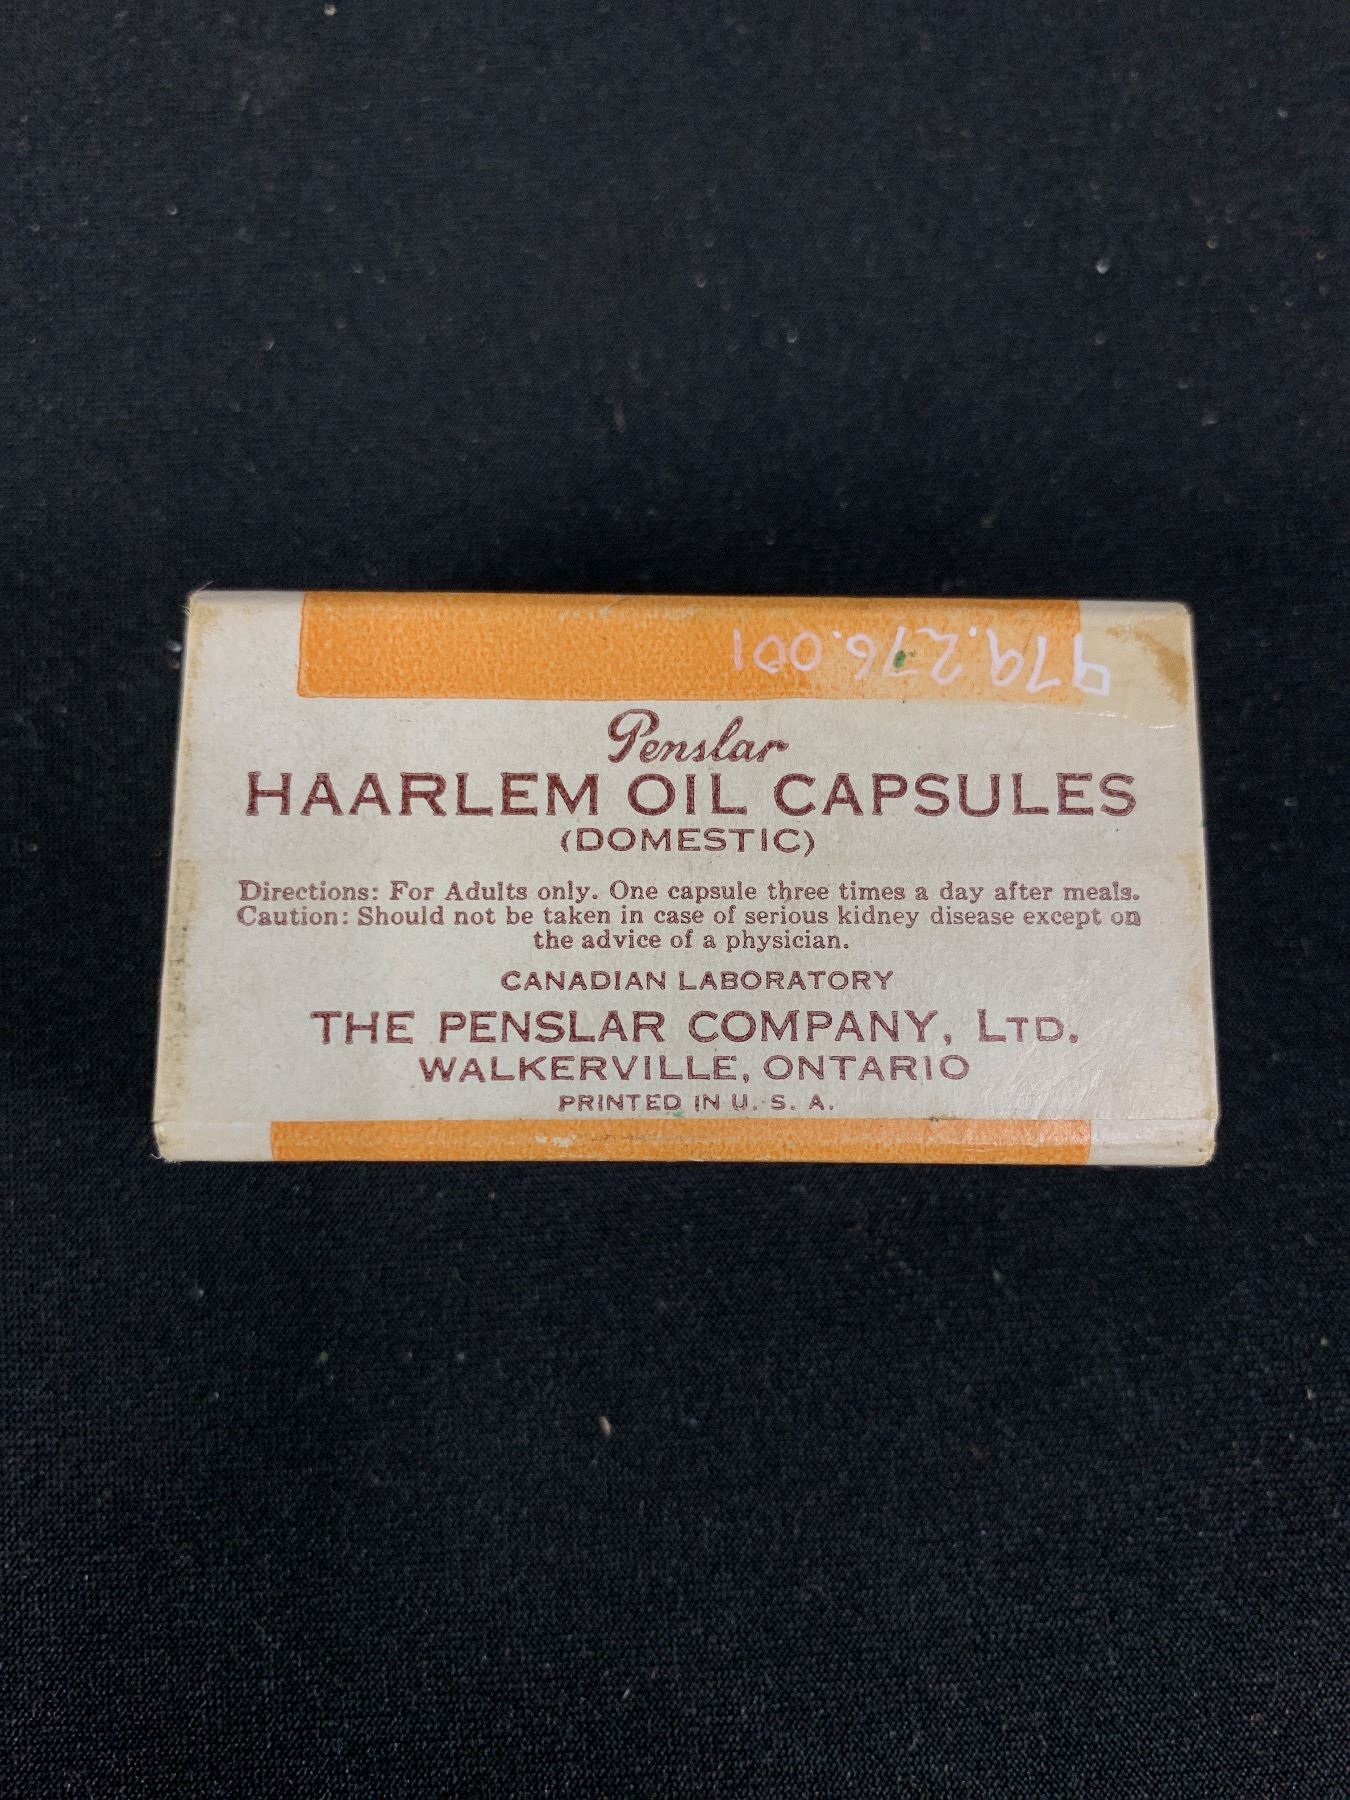 979.276.001
Penslar
HAARLEM OIL CAPSULES
(DOMESTIC)
Directions: For Adults only. One capsule three times a day after meals.
Caution: Should not be taken in case of serious kidney disease except on
the advice of a physician.
CANADIAN LABORATORY
THE PENSLAR COMPANY, LTD.
WALKERVILLE, ONTARIO
PRINTED IN U. S. A.